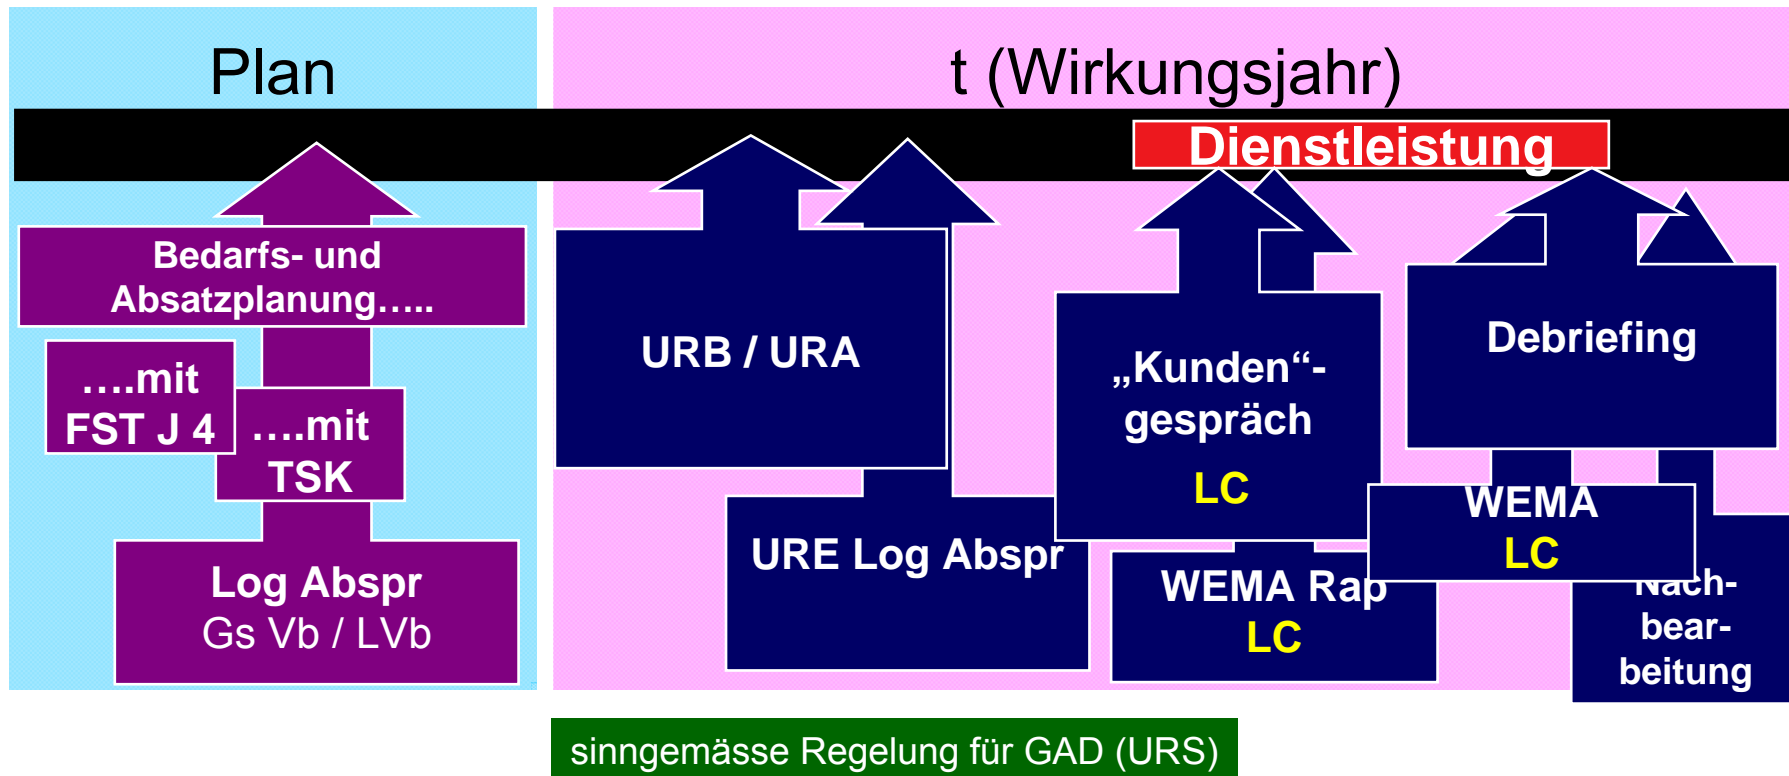 Plan
t (Wirkungsjahr)
Dienstleistung
Bedarfs- und
Absatzplanung…..
….mit
FST J 4
….mit
TSK
Log Abspr
Gs Vb / LVb
URB / URA
URE Log Abspr
„Kunden“-
gespräch
LC
WEMA Rap
LC
Debriefing
WEMA
LC
Nach-
bear-
beitung
sinngemässe Regelung für GAD (URS)